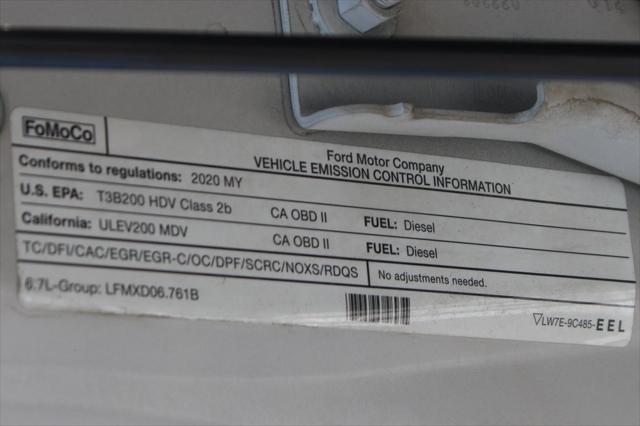 FoMoCo
Ford Motor Company
VEHICLE EMISSION CONTROL INFORMATION
Conforms to regulations: 2020 MY
U.S. EPA: T3B200 HDV Class 2b CA OBD II FUEL: Diesel
California: ULEV200 MDV CA OBD II FUEL: Diesel
TC/DFI/CAC/EGR/EGR-C/OC/DPF/SCRC/NOXS/RDQS No adjustments needed.
6.7L-Group: LFMXD06.761B
LW7E-9C485-EEL